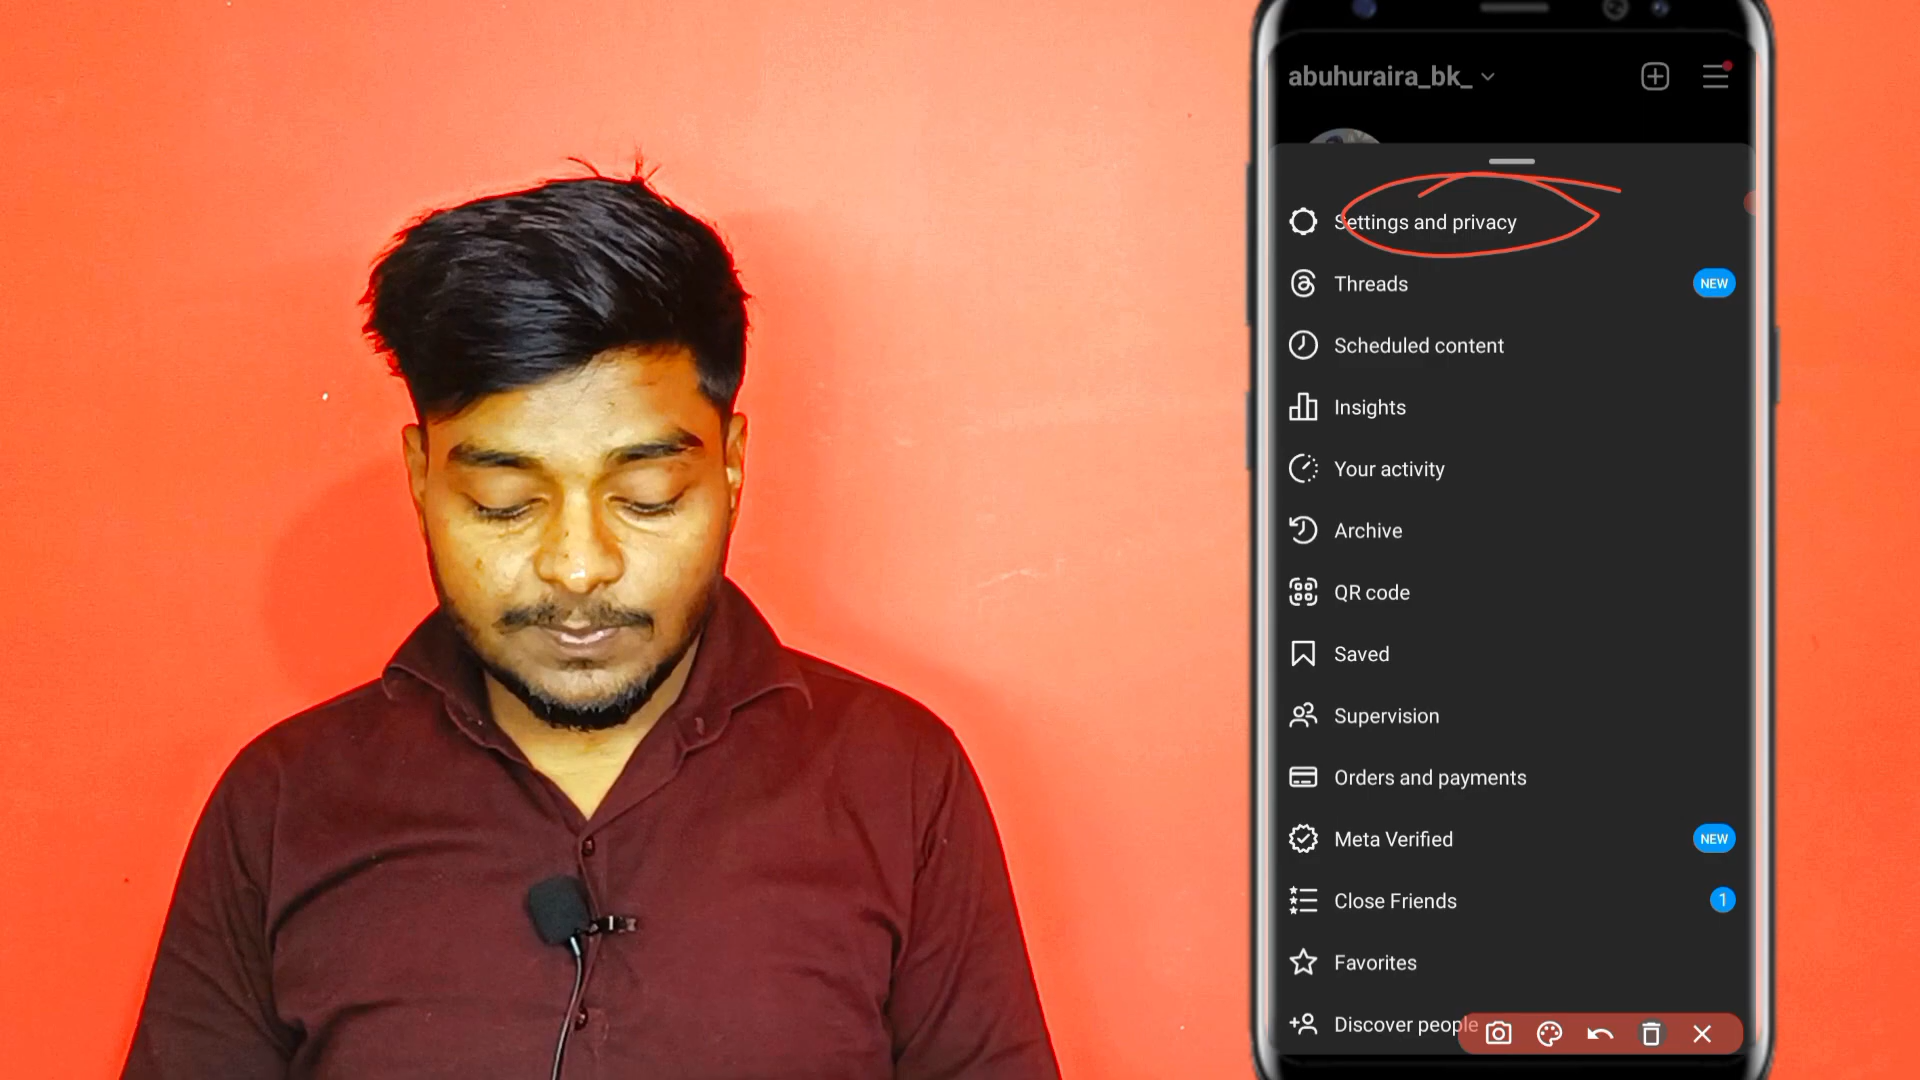 abuhuraira_bk_
Settings and privacy
Threads NEW
Scheduled content
Insights
Your activity
Archive
QR code
Saved
Supervision
Orders and payments
Meta Verified NEW
Close Friends 1
Favorites
Discover people